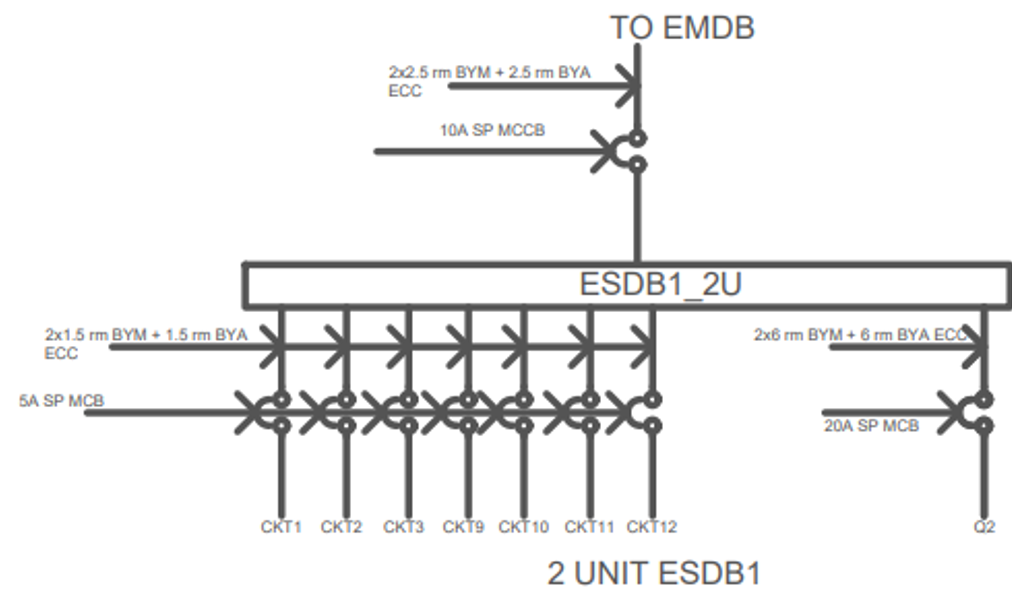 TO EMDB
2x2.5 rm BYM + 2.5 rm BYA
ECC
10A SP MCCB
ESDB1_2U
2x1.5 rm BYM + 1.5 rm BYA
ECC
2x6 rm BYM + 6 rm BYA ECC
5A SP MCB
20A SP MCB
CKT1 CKT2 CKT3 CKT9 CKT10 CKT11 CKT12 Q2
2 UNIT ESDB1